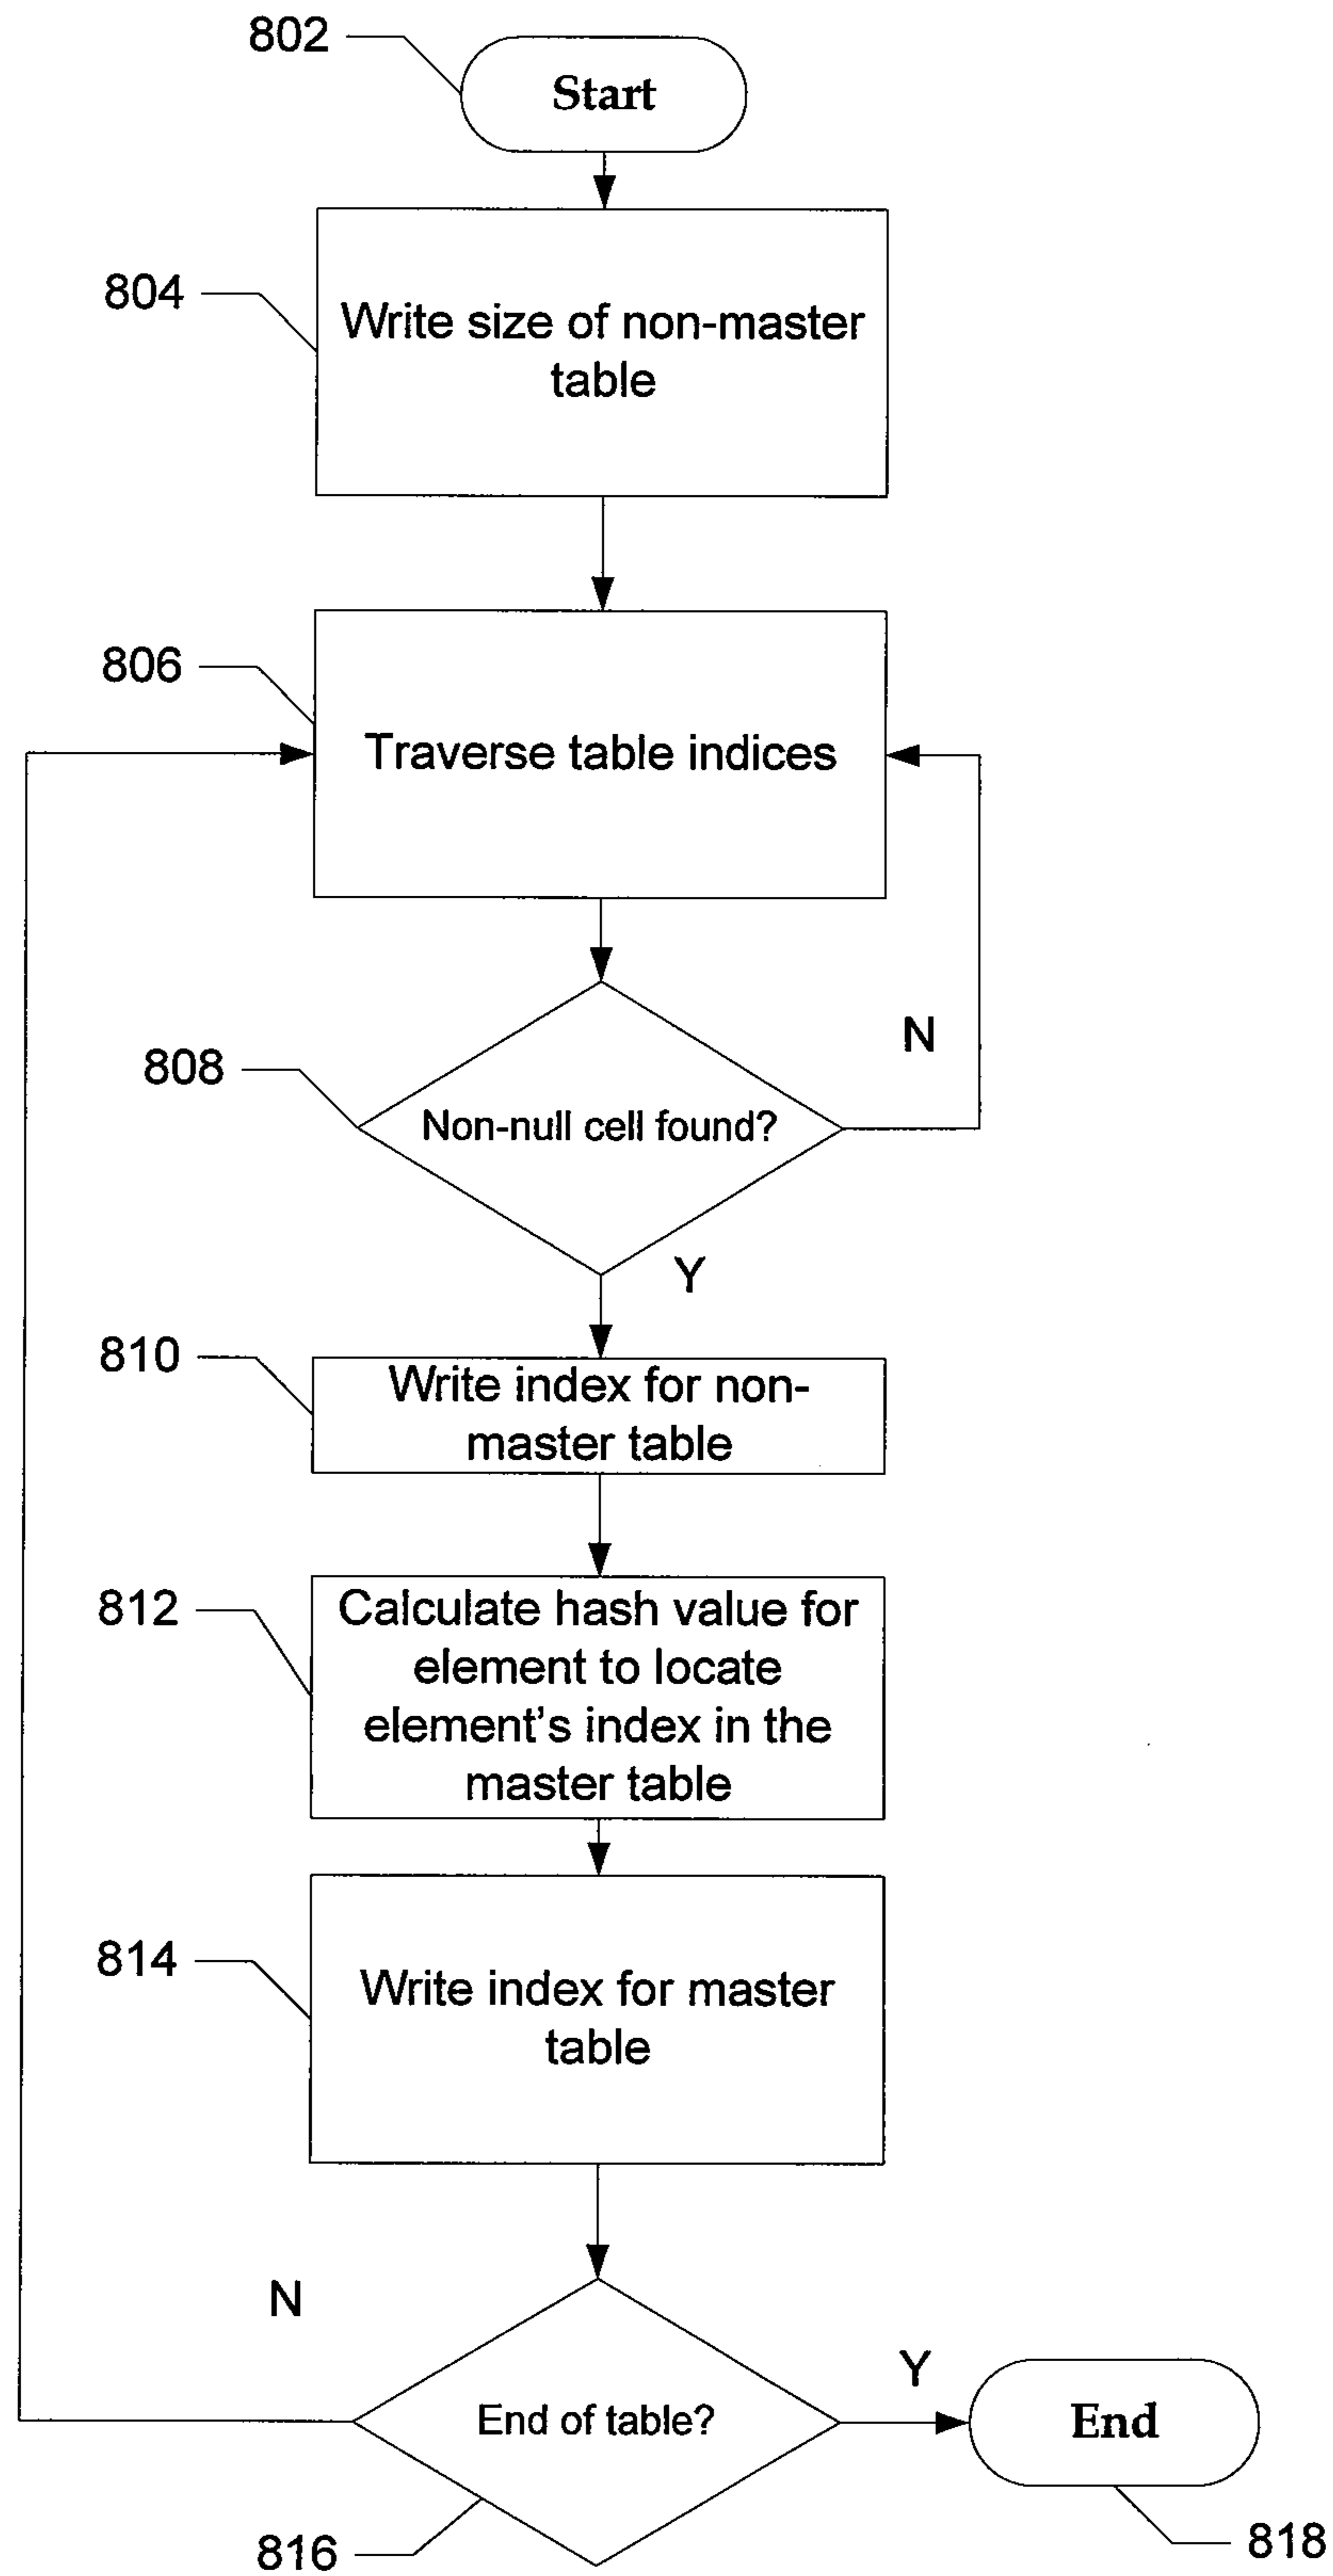 802
Start
804
Write size of non-master
table
806
Traverse table indices
808
Non-null cell found?
N
Y
810
Write index for non-
master table
812
Calculate hash value for
element to locate
element's index in the
master table
814
Write index for master
table
N
Y
End of table?
End
816
818